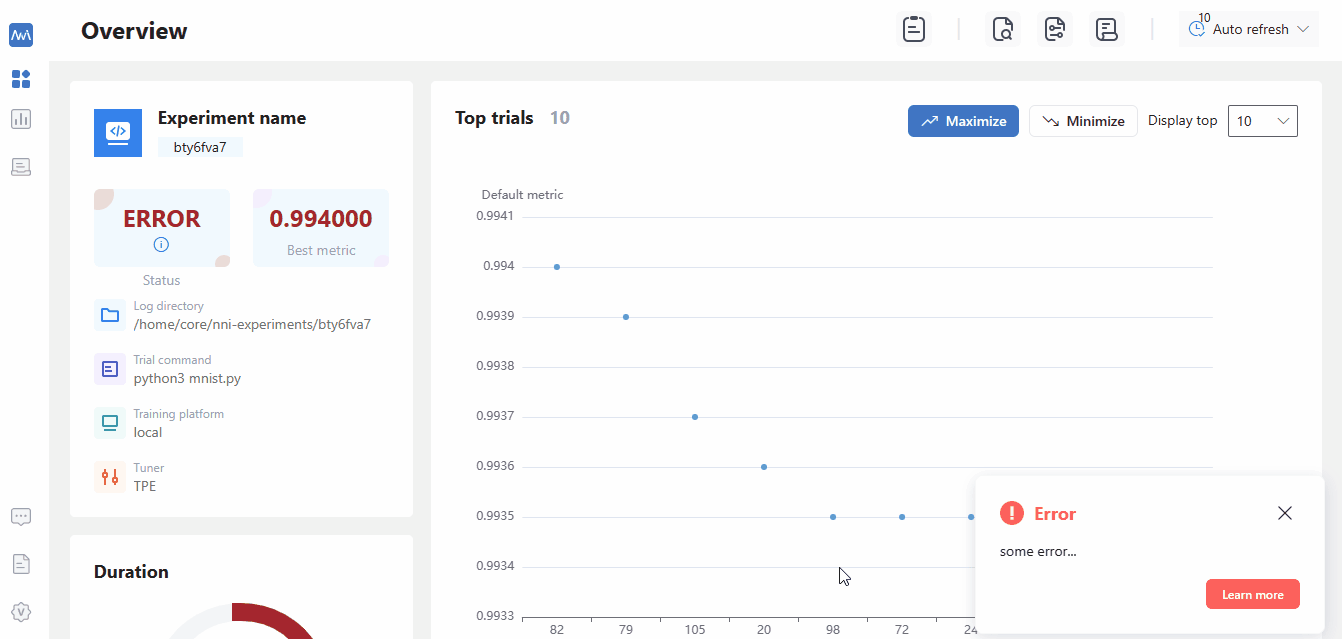 Overview
10
Auto refresh
Experiment name
bty6fva7
ERROR
Status
0.994000
Best metric
Log directory
/home/core/nni-experiments/bty6fva7
Trial command
python3 mnist.py
Training platform
local
Tuner
TPE
Duration
Top trials 10
Maximize
Minimize
Display top
10
Default metric
0.9941
0.994
0.9939
0.9938
0.9937
0.9936
0.9935
0.9934
0.9933
82 79 105 20 98 72 24
Error
some error...
Learn more
V